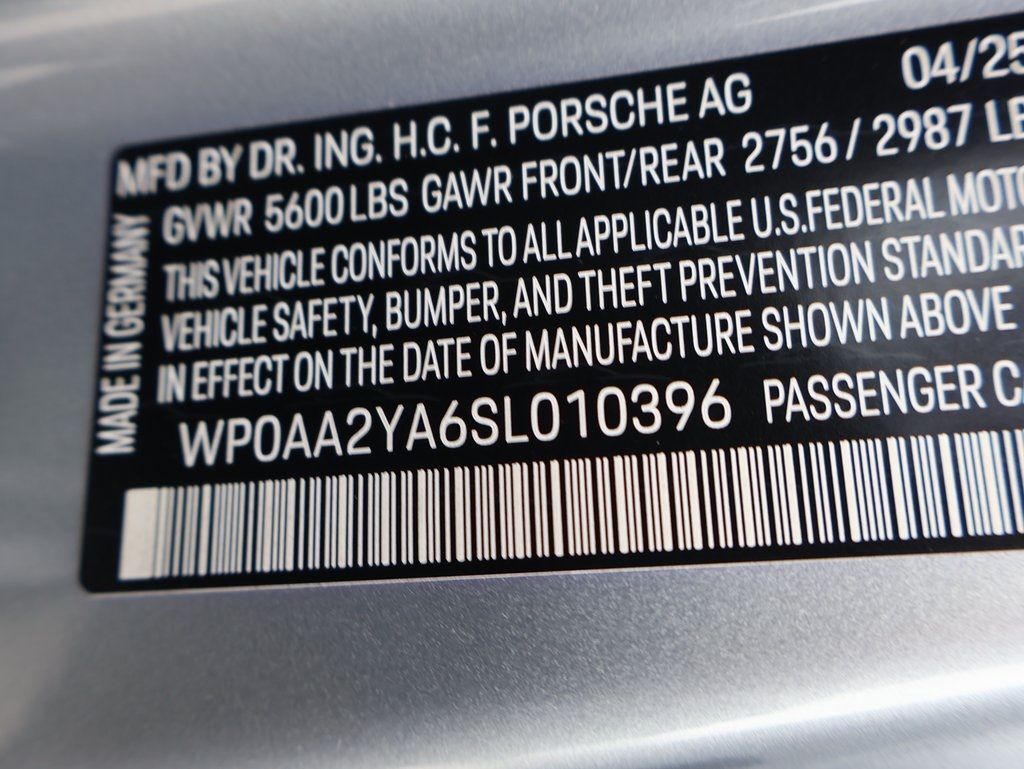 04/25
MFD BY DR. ING. H.C. F. PORSCHE AG
GVWR 5600 LBS GAWR FRONT/REAR 2756 / 2987
THIS VEHICLE CONFORMS TO ALL APPLICABLE U.S.FEDERAL
VEHICLE SAFETY, BUMPER, AND THEFT PREVENTION
IN EFFECT ON THE DATE OF MANUFACTURE SHOWN ABOVE
WP0AA2YA6SL010396 PASSENGER
MADE IN GERMANY